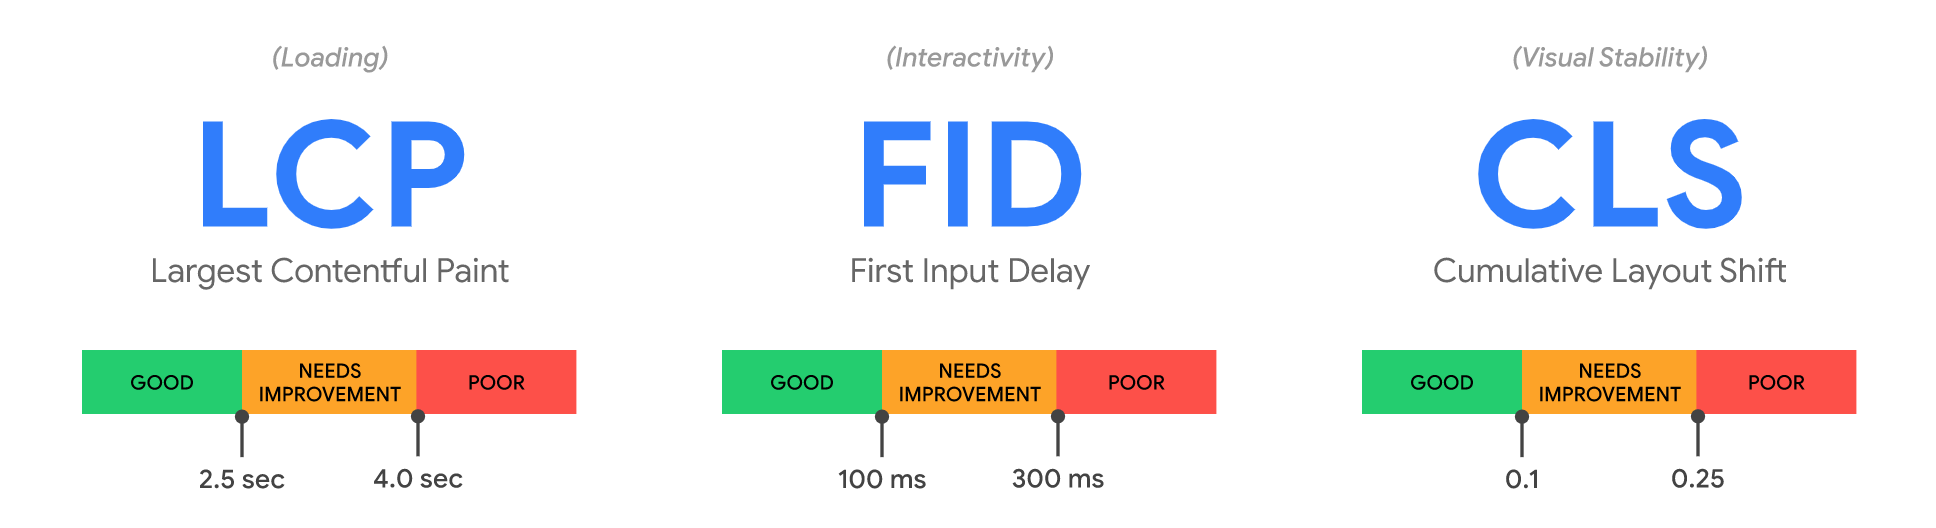 (Loading)
LCP
Largest Contentful Paint
GOOD
NEEDS
IMPROVEMENT
POOR
2.5 sec
4.0 sec
(Interactivity)
FID
First Input Delay
GOOD
NEEDS
IMPROVEMENT
POOR
100 ms
300 ms
(Visual Stability)
CLS
Cumulative Layout Shift
GOOD
NEEDS
IMPROVEMENT
POOR
0.1
0.25